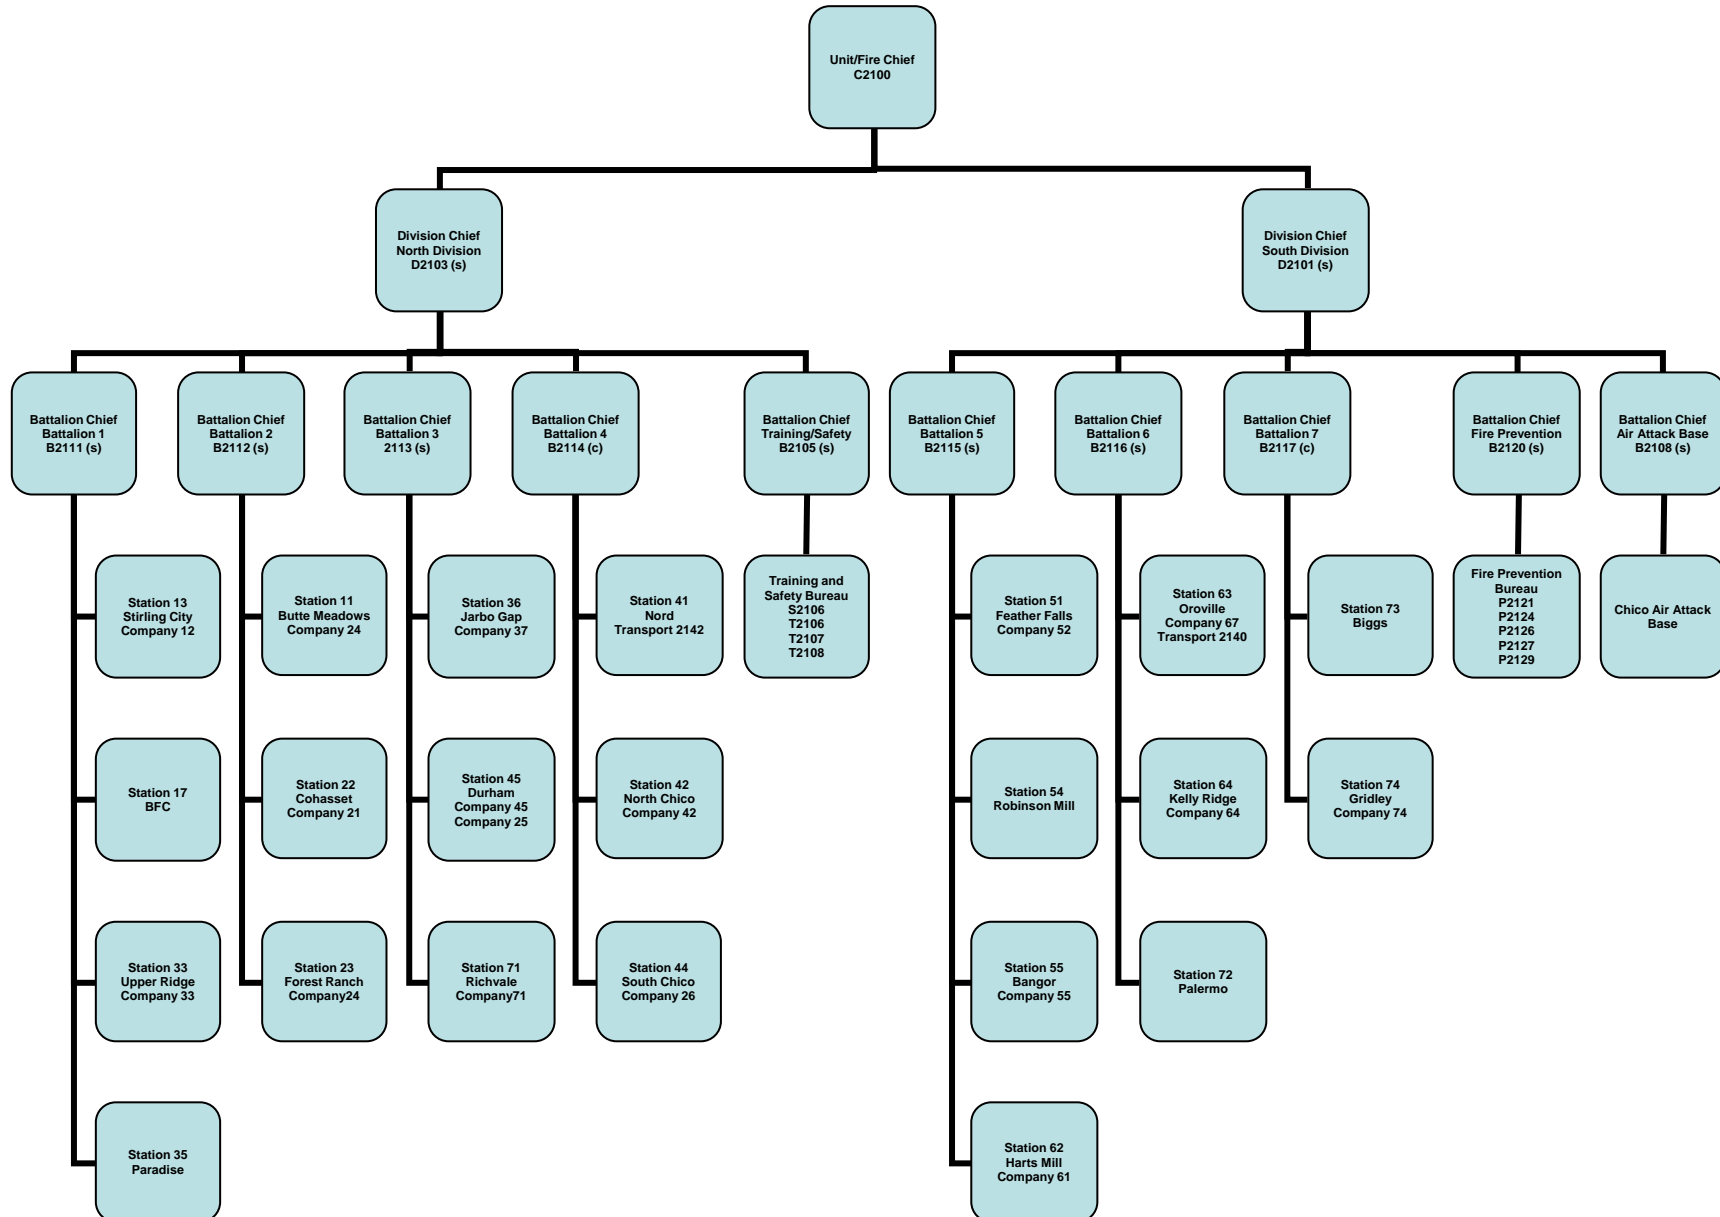 Unit/Fire Chief
C2100
Division Chief
North Division
D2103 (s)
Division Chief
South Division
D2101 (s)
Battalion Chief
Battalion 1
B2111 (s)
Battalion Chief
Battalion 2
B2112 (s)
Battalion Chief
Battalion 3
2113 (s)
Battalion Chief
Battalion 4
B2114 (c)
Battalion Chief
Training/Safety
B2105 (s)
Battalion Chief
Battalion 5
B2115 (s)
Battalion Chief
Battalion 6
B2116 (s)
Battalion Chief
Battalion 7
B2117 (c)
Battalion Chief
Fire Prevention
B2120 (s)
Battalion Chief
Air Attack Base
B2108 (s)
Station 13
Stirling City
Company 12
Station 11
Butte Meadows
Company 24
Station 36
Jarbo Gap
Company 37
Station 41
Nord
Transport 2142
Training and
Safety Bureau
S2106
T2106
T2107
T2108
Station 51
Feather Falls
Company 52
Station 63
Oroville
Company 67
Transport 2140
Station 73
Biggs
Fire Prevention
Bureau
P2121
P2124
P2126
P2127
P2129
Chico Air Attack
Base
Station 17
BFC
Station 22
Cohasset
Company 21
Station 45
Durham
Company 45
Company 25
Station 42
North Chico
Company 42
Station 54
Robinson Mill
Station 64
Kelly Ridge
Company 64
Station 74
Gridley
Company 74
Station 33
Upper Ridge
Company 33
Station 23
Forest Ranch
Company24
Station 71
Richvale
Company71
Station 44
South Chico
Company 26
Station 55
Bangor
Company 55
Station 72
Palermo
Station 35
Paradise
Station 62
Harts Mill
Company 61